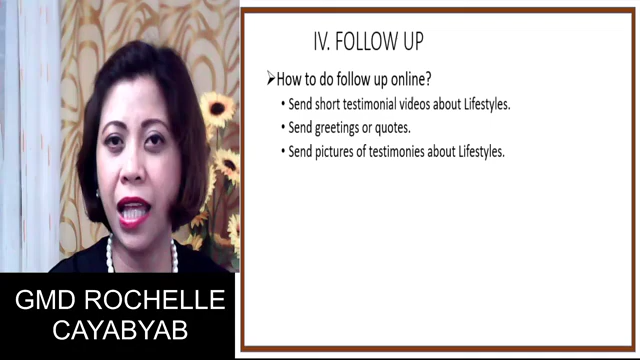 IV. FOLLOW UP
➢How to do follow up online?
• Send short testimonial videos about Lifestyles.
• Send greetings or quotes.
• Send pictures of testimonies about Lifestyles.
GMD ROCHELLE
CAYABYAB